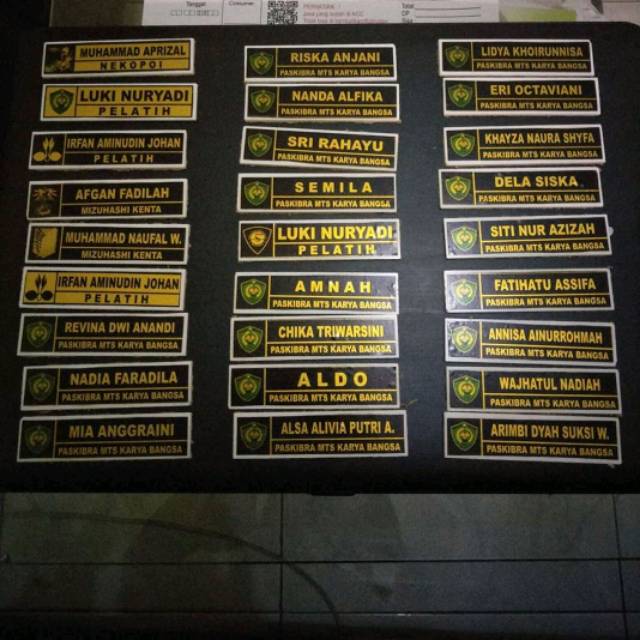 Tanggal
Consumer
Total
DP
MUHAMMAD APRIZAL
NEKOPOI
LUKI NURYADI
PELATIH
IRFAN AMINUDIN JOHAN
PELATIH
AFGAN FADILAH
MIZUHASHI KENTA
MUHAMMAD NAUFAL W.
MIZUHASHI KENTA
IRFAN AMINUDIN JOHAN
PELATIH
REVINA DWI ANANDI
PASKIBRA MTS KARYA BANGSA
NADIA FARADILA
PASKIBRA MTS KARYA BANGSA
MIA ANGGRAINI
PASKIBRA MTS KARYA BANGSA
RISKA ANJANI
PASKIBRA MTS KARYA BANGSA
NANDA ALFIKA
PASKIBRA MTS KARYA BANGSA
SRI RAHAYU
PASKIBRA MTS KARYA BANGSA
SEMILA
PASKIBRA MTS KARYA BANGSA
LUKI NURYADI
PELATIH
AMNAH
PASKIBRA MTS KARYA BANGSA
CHIKA TRIWARSINI
PASKIBRA MTS KARYA BANGSA
ALDO
PASKIBRA MTS KARYA BANGSA
ALSA ALIVIA PUTRI A.
PASKIBRA MTS KARYA BANGSA
LIDYA KHOIRUNNISA
PASKIBRA MTS KARYA BANGSA
ERI OCTAVIANI
PASKIBRA MTS KARYA BANGSA
KHAYZA NAURA SHYFA
PASKIBRA MTS KARYA BANGSA
DELA SISKA
PASKIBRA MTS KARYA BANGSA
SITI NUR AZIZAH
PASKIBRA MTS KARYA BANGSA
FATIHATU ASSIFA
PASKIBRA MTS KARYA BANGSA
ANNISA AINURROHMAH
PASKIBRA MTS KARYA BANGSA
WAJHATUL NADIAH
PASKIBRA MTS KARYA BANGSA
ARIMBI DYAH SUKSI W.
PASKIBRA MTS KARYA BANGSA